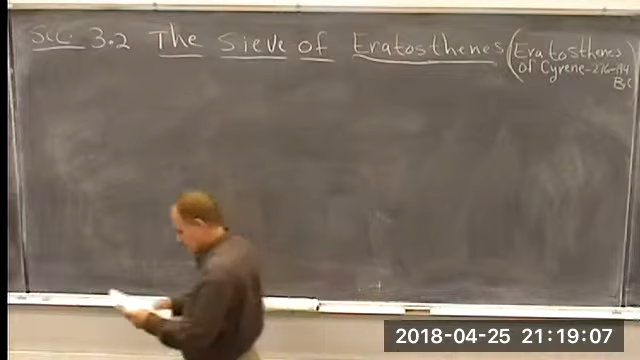 Sec. 3.2 The Sieve of Eratosthenes (Eratosthenes
of Cyrene-276-194
BC
2018-04-25 21:19:07